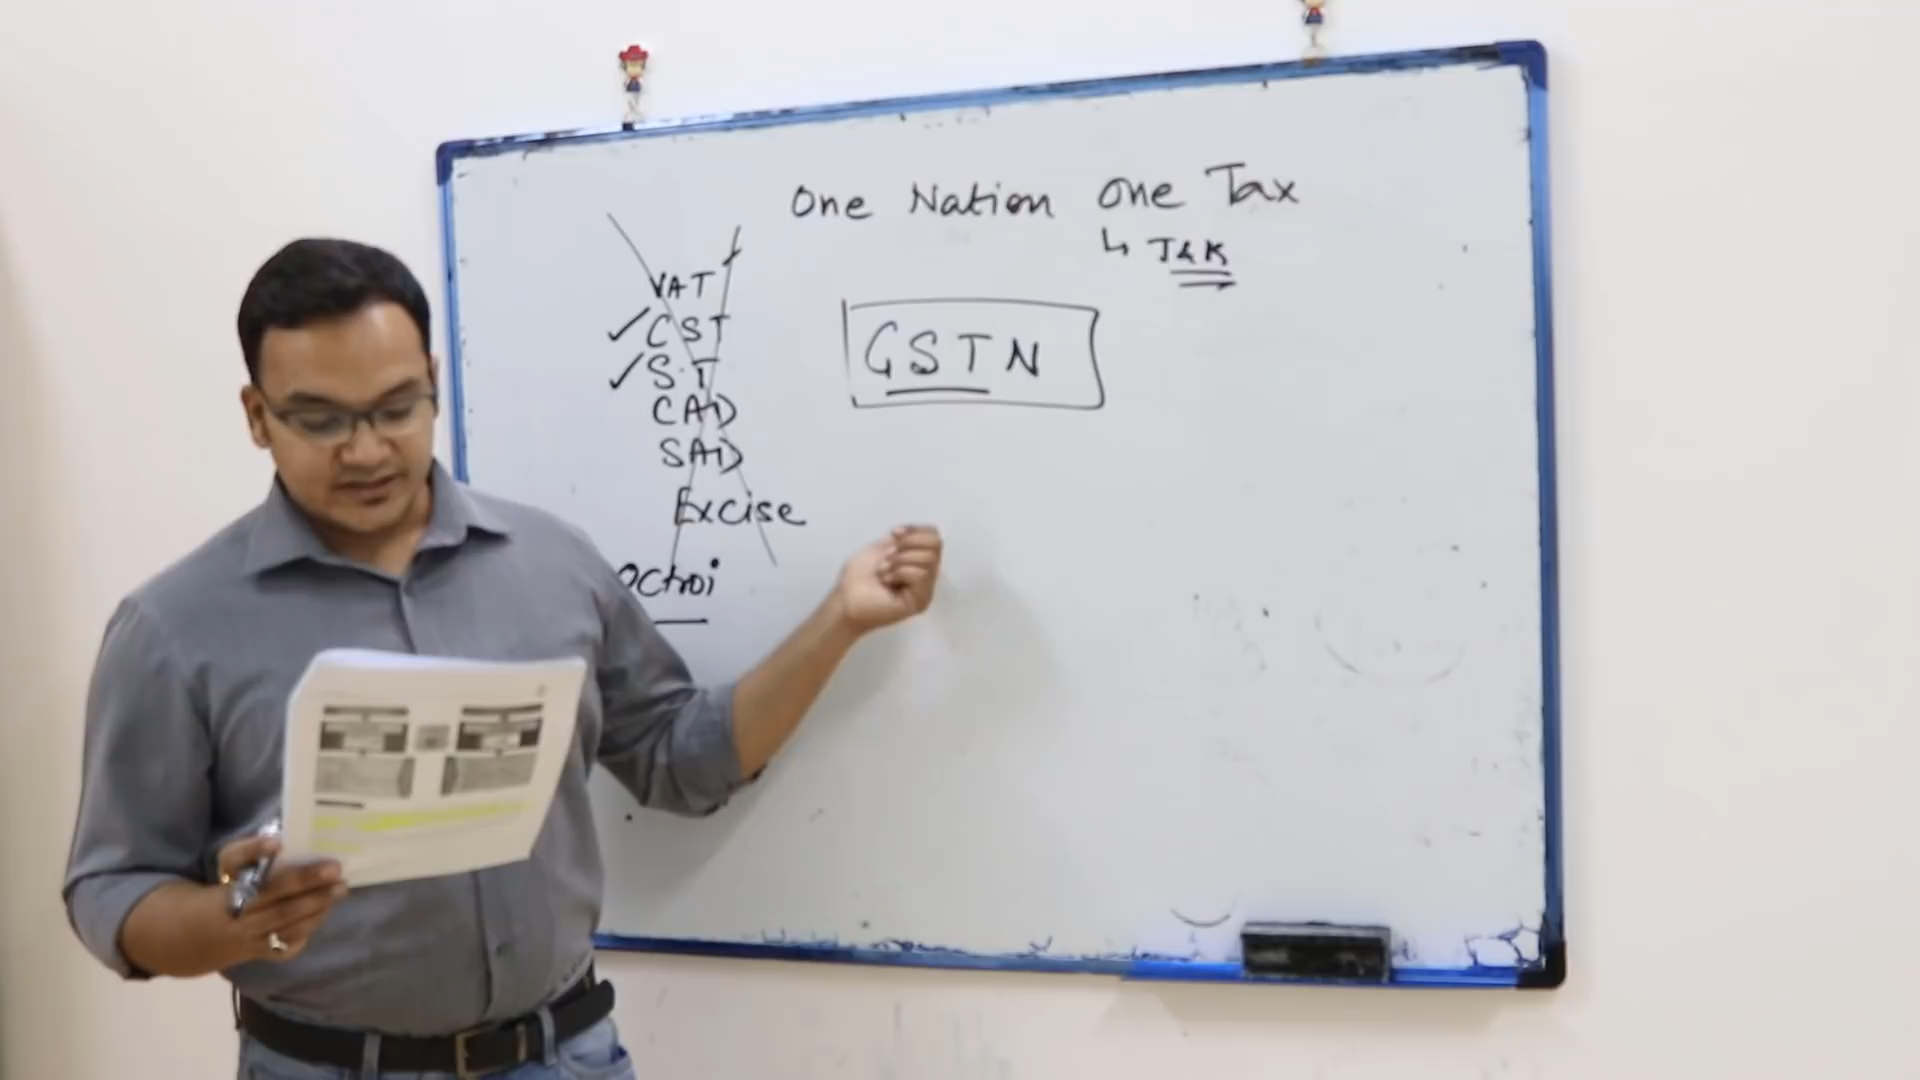 One Nation One Tax
↳ J&K
VAT
✓ CST
✓ S.T
CAD
SAD
Excise
Octroi
GSTN